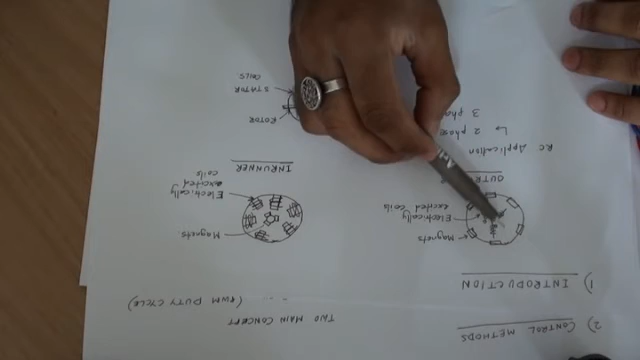 2) CONTROL METHODS
TWO MAIN CONCEPT
(PWM DUTY CYCLE)
1) INTRODUCTION
Magnets
Electrically
excited coils
OUTR
RC Application
↳ 2 phase
3 pha
Magnets
Electrically
excited
coils
INRUNNER
ROTOR
STATOR
COILS